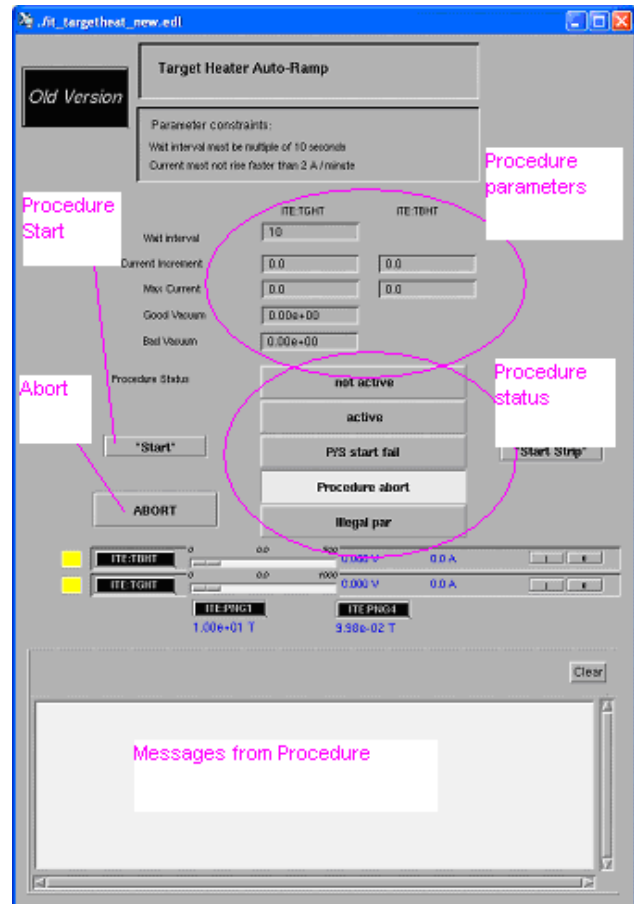 ./iit_targetheat_new.edl
Old Version
Target Heater Auto-Ramp
Parameter constraints:
Wait interval must be multiple of 10 seconds
Current must not rise faster than 2 A / minute
Procedure
parameters
Procedure
Start
ITE:TGHT ITE:TBHT
Wait interval 10
Current Increment 0.0 0.0
Max Current 0.0 0.0
Good Vacuum 0.00e+00
Bad Vacuum 0.00e+00
Procedure Status
not active
active
P/S start fail
Procedure abort
Illegal par
Procedure
status
Abort
"Start"
"Start Strip"
ABORT
ITE:TBHT 0 0.0 500 0.000 V 0.0 A
ITE:TGHT 0 0.0 1000 0.000 V 0.0 A
ITE:PNG1 ITE:PNG4
1.00e+01 T 9.98e-02 T
Clear
Messages from Procedure